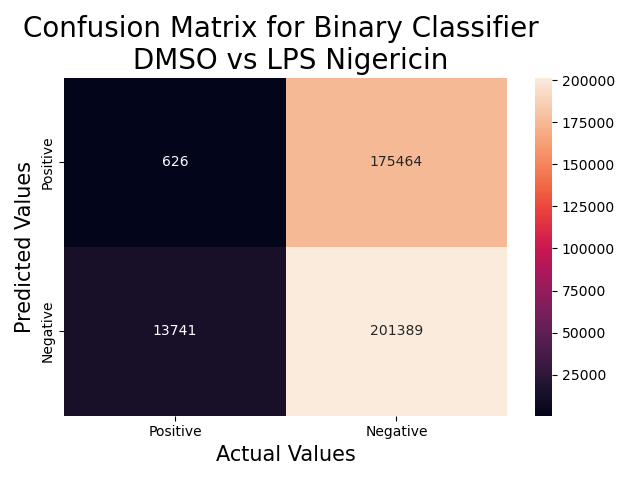 Confusion Matrix for Binary Classifier
DMSO vs LPS Nigericin
Predicted Values
Positive
626
175464
Negative
13741
201389
Positive
Negative
Actual Values
200000
175000
150000
125000
100000
75000
50000
25000